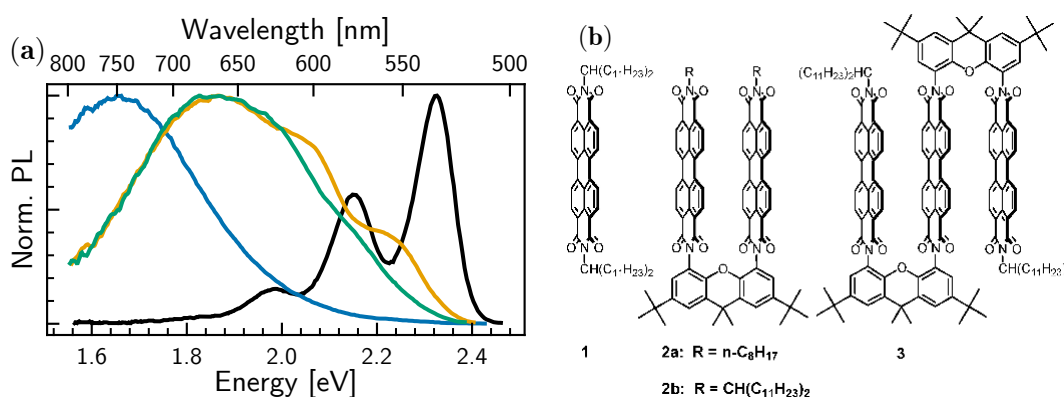 (a)
Wavelength [nm]
800 750 700 650 600 550 500
Norm. PL
1.6 1.8 2.0 2.2 2.4
Energy [eV]
(b)
CH(C₁₁H₂₃)₂
R R
(C₁₁H₂₃)₂HC
O
O N O O N O O N O O N O O N O O N O
O N O O N O O N O O N O O N O O N O
CH(C₁₁H₂₃)₂
CH(C₁₁H₂₃)₂
O O
1
2a: R = n-C₈H₁₇
3
2b: R = CH(C₁₁H₂₃)₂